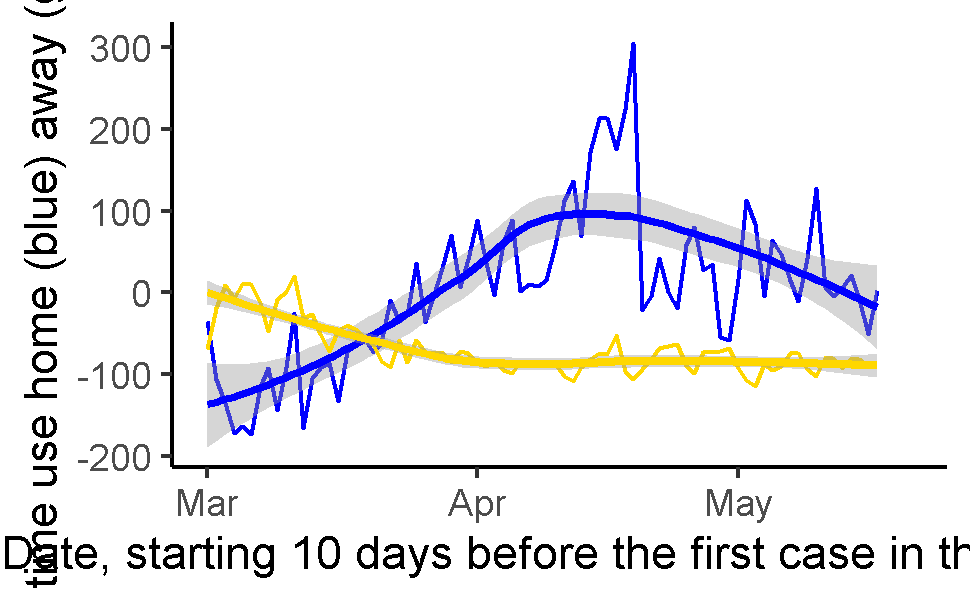 time use home (blue) away (
300
200
100
0
-100
-200
Mar Apr May
Date, starting 10 days before the first case in th